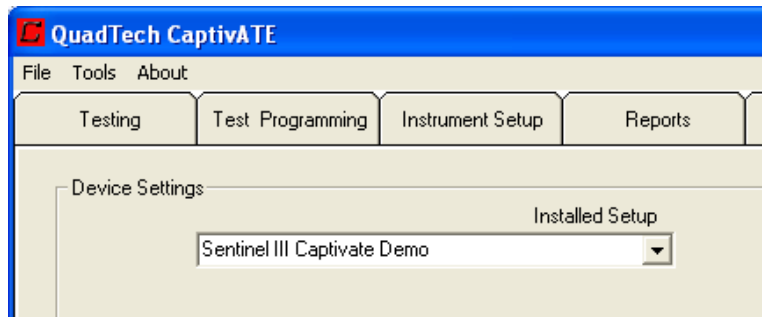 QuadTech CaptivATE
File Tools About
Testing Test Programming Instrument Setup Reports
Device Settings
Installed Setup
Sentinel III Captivate Demo